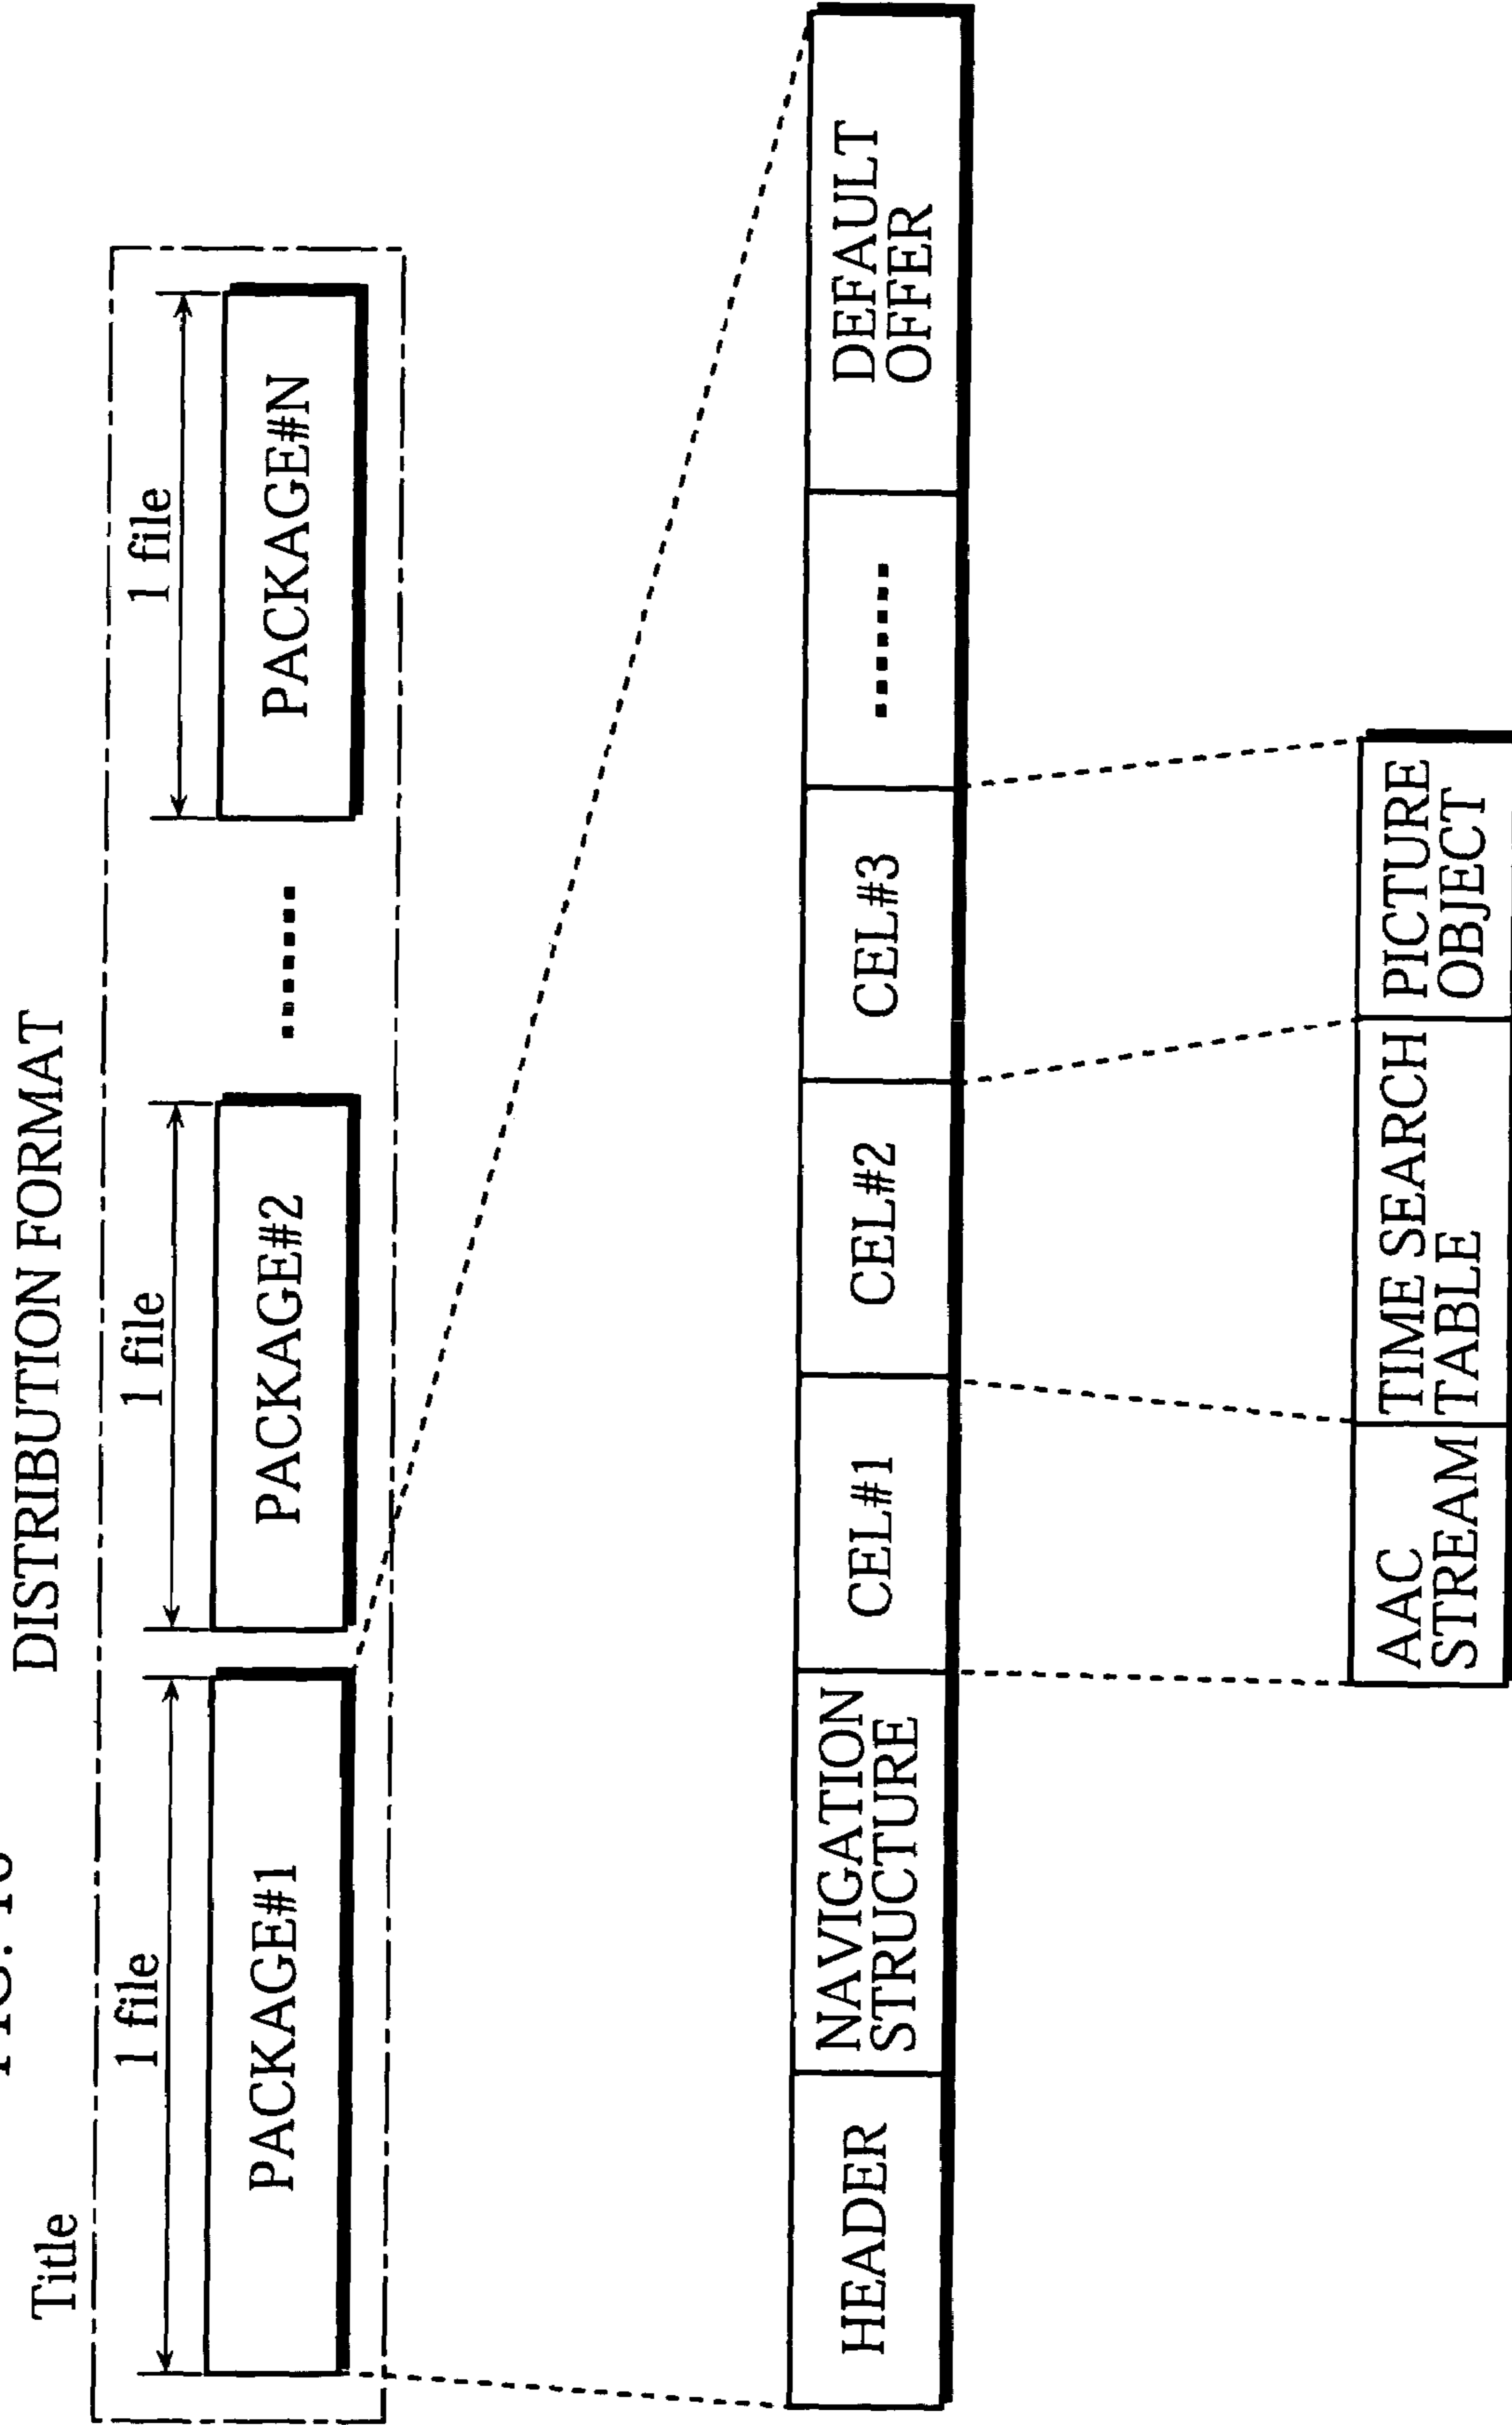 DISTRIBUTION FORMAT
Title
1 file
1 file
1 file
PACKAGE#1
PACKAGE#2
PACKAGE#N
HEADER
NAVIGATION
STRUCTURE
CEL#1
CEL#2
CEL#3
DEFAULT
OFFER
AAC
STREAM
TIME SEARCH
TABLE
PICTURE
OBJECT